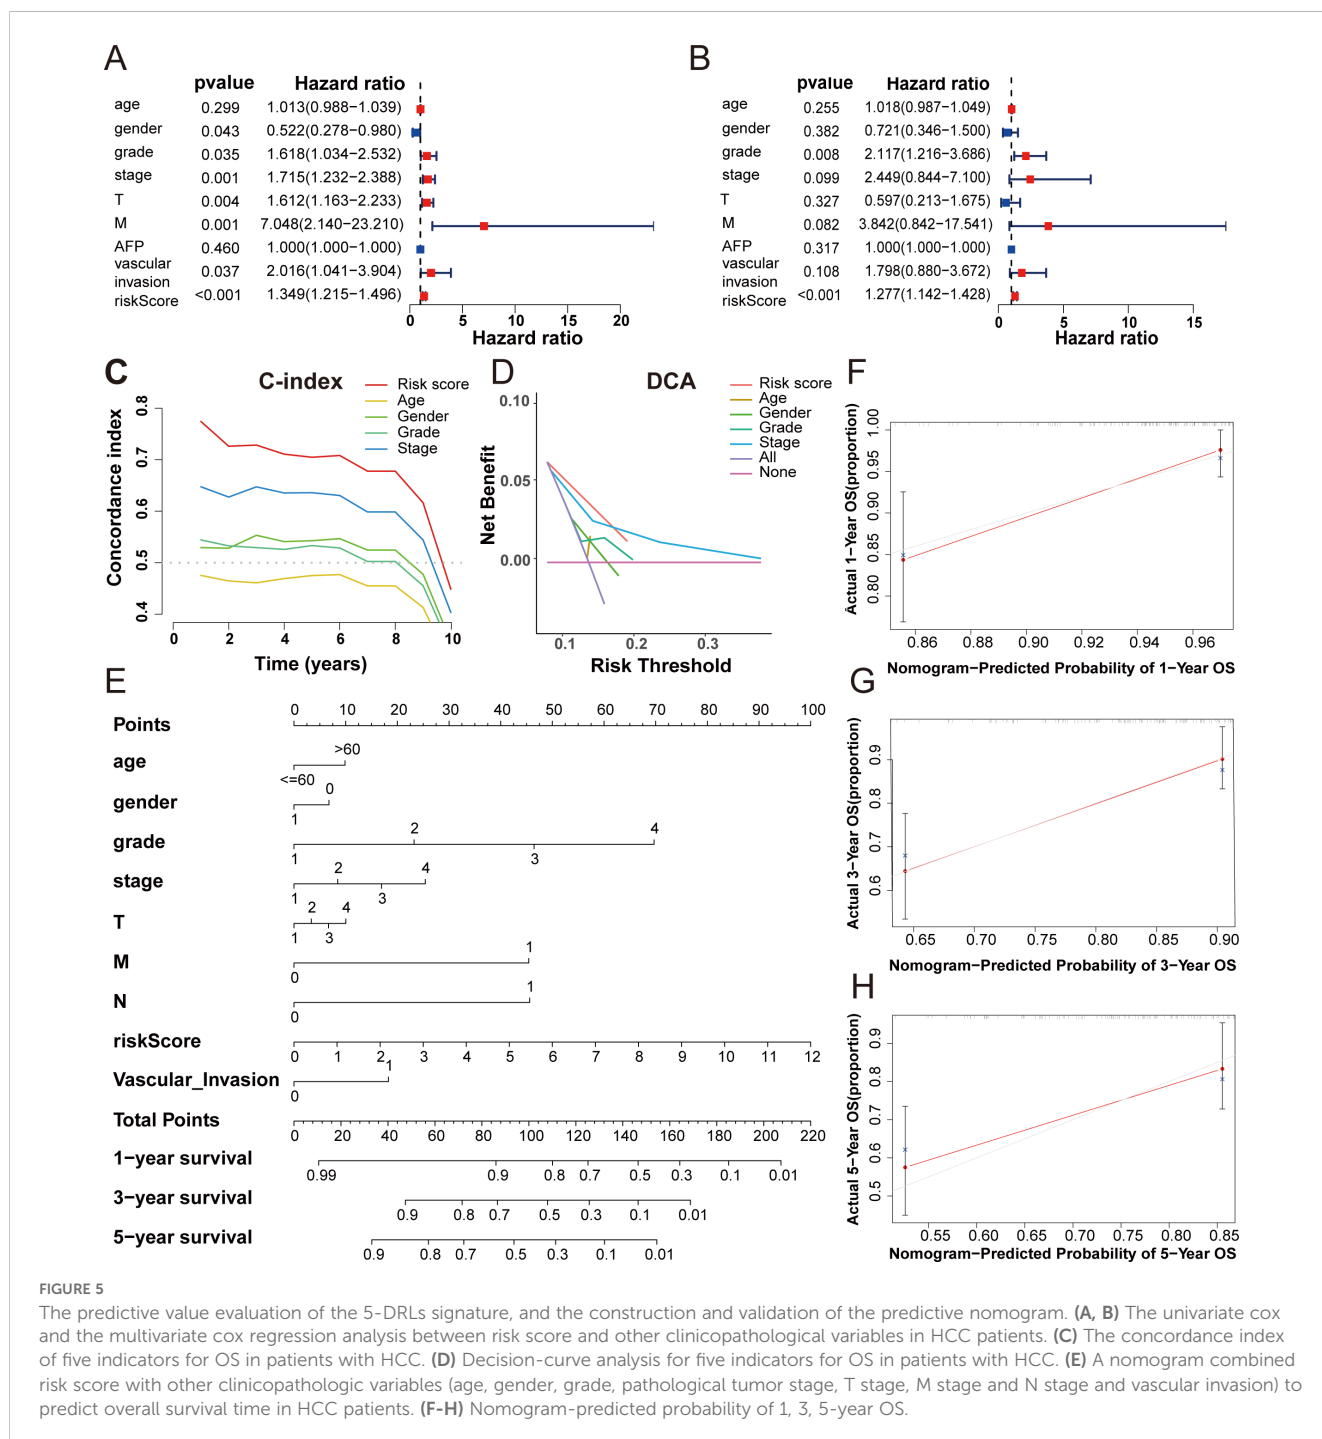 A
pvalue Hazard ratio
age 0.299 1.013(0.988−1.039)
gender 0.043 0.522(0.278−0.980)
grade 0.035 1.618(1.034−2.532)
stage 0.001 1.715(1.232−2.388)
T 0.004 1.612(1.163−2.233)
M 0.001 7.048(2.140−23.210)
AFP 0.460 1.000(1.000−1.000)
vascular invasion 0.037 2.016(1.041−3.904)
riskScore <0.001 1.349(1.215−1.496)
0 5 10 15 20
Hazard ratio
B
pvalue Hazard ratio
age 0.255 1.018(0.987−1.049)
gender 0.382 0.721(0.346−1.500)
grade 0.008 2.117(1.216−3.686)
stage 0.099 2.449(0.844−7.100)
T 0.327 0.597(0.213−1.675)
M 0.082 3.842(0.842−17.541)
AFP 0.317 1.000(1.000−1.000)
vascular invasion 0.108 1.798(0.880−3.672)
riskScore <0.001 1.277(1.142−1.428)
0 5 10 15
Hazard ratio
C
C-index
Risk score
Age
Gender
Grade
Stage
Concordance index
0.8
0.7
0.6
0.5
0.4
0 2 4 6 8 10
Time (years)
D
DCA
Risk score
Age
Gender
Grade
Stage
All
None
Net Benefit
0.10
0.05
0.00
0.1 0.2 0.3
Risk Threshold
E
0 10 20 30 40 50 60 70 80 90 100
Points
>60
age
<=60
0
gender
1
2 4
grade
1 3
2 4
stage
1 3
2 4
T
1 3
1
M
0
1
N
0
riskScore
0 1 2 3 4 5 6 7 8 9 10 11 12
1
Vascular_Invasion
0
Total Points
0 20 40 60 80 100 120 140 160 180 200 220
1−year survival
0.99 0.9 0.8 0.7 0.5 0.3 0.1 0.01
3−year survival
0.9 0.8 0.7 0.5 0.3 0.1 0.01
5−year survival
0.9 0.8 0.7 0.5 0.3 0.1 0.01
F
Actual 1−Year OS(proportion)
1.00
0.95
0.90
0.85
0.80
0.86 0.88 0.90 0.92 0.94 0.96
Nomogram−Predicted Probability of 1−Year OS
G
Actual 3−Year OS(proportion)
0.9
0.8
0.7
0.6
0.65 0.70 0.75 0.80 0.85 0.90
Nomogram−Predicted Probability of 3−Year OS
H
Actual 5−Year OS(proportion)
0.9
0.8
0.7
0.6
0.5
0.55 0.60 0.65 0.70 0.75 0.80 0.85
Nomogram−Predicted Probability of 5−Year OS
FIGURE 5
The predictive value evaluation of the 5-DRLs signature, and the construction and validation of the predictive nomogram. (A, B) The univariate cox
and the multivariate cox regression analysis between risk score and other clinicopathological variables in HCC patients. (C) The concordance index
of five indicators for OS in patients with HCC. (D) Decision-curve analysis for five indicators for OS in patients with HCC. (E) A nomogram combined
risk score with other clinicopathologic variables (age, gender, grade, pathological tumor stage, T stage, M stage and N stage and vascular invasion) to
predict overall survival time in HCC patients. (F-H) Nomogram-predicted probability of 1, 3, 5-year OS.